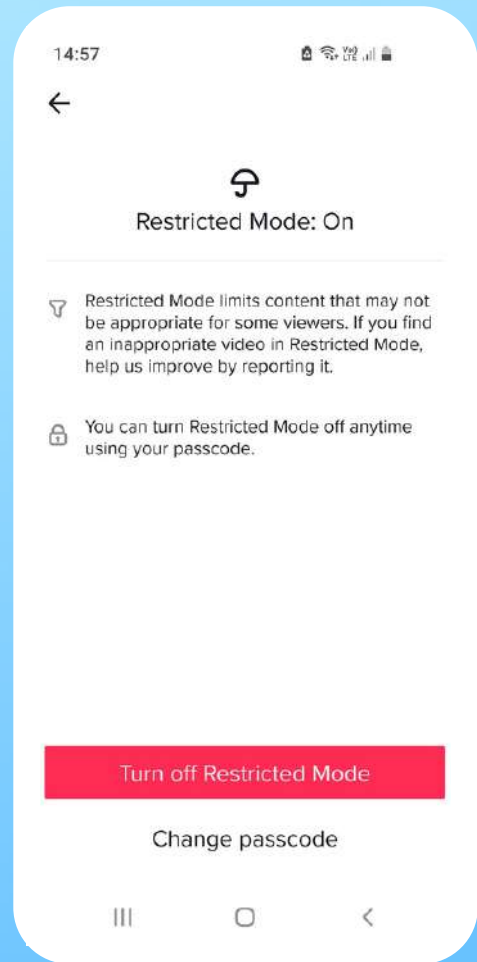 14:57
Vo)) LTE
Restricted Mode: On
Restricted Mode limits content that may not
be appropriate for some viewers. If you find
an inappropriate video in Restricted Mode,
help us improve by reporting it.
You can turn Restricted Mode off anytime
using your passcode.
Turn off Restricted Mode
Change passcode